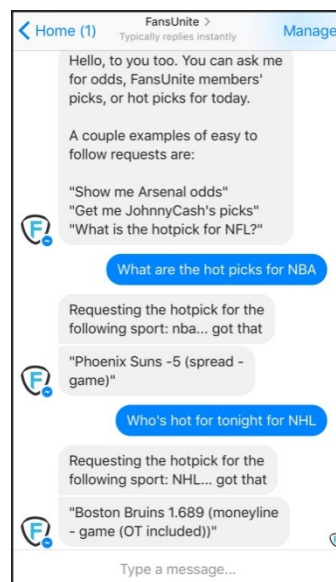 Home (1)
FansUnite >
Typically replies instantly
Manage
Hello, to you too. You can ask me
for odds, FansUnite members'
picks, or hot picks for today.
A couple examples of easy to
follow requests are:
"Show me Arsenal odds"
"Get me JohnnyCash's picks"
"What is the hotpick for NFL?"
What are the hot picks for NBA
Requesting the hotpick for the
following sport: nba... got that
"Phoenix Suns -5 (spread -
game)"
Who's hot for tonight for NHL
Requesting the hotpick for the
following sport: NHL... got that
"Boston Bruins 1.689 (moneyline
- game (OT included))"
Type a message...